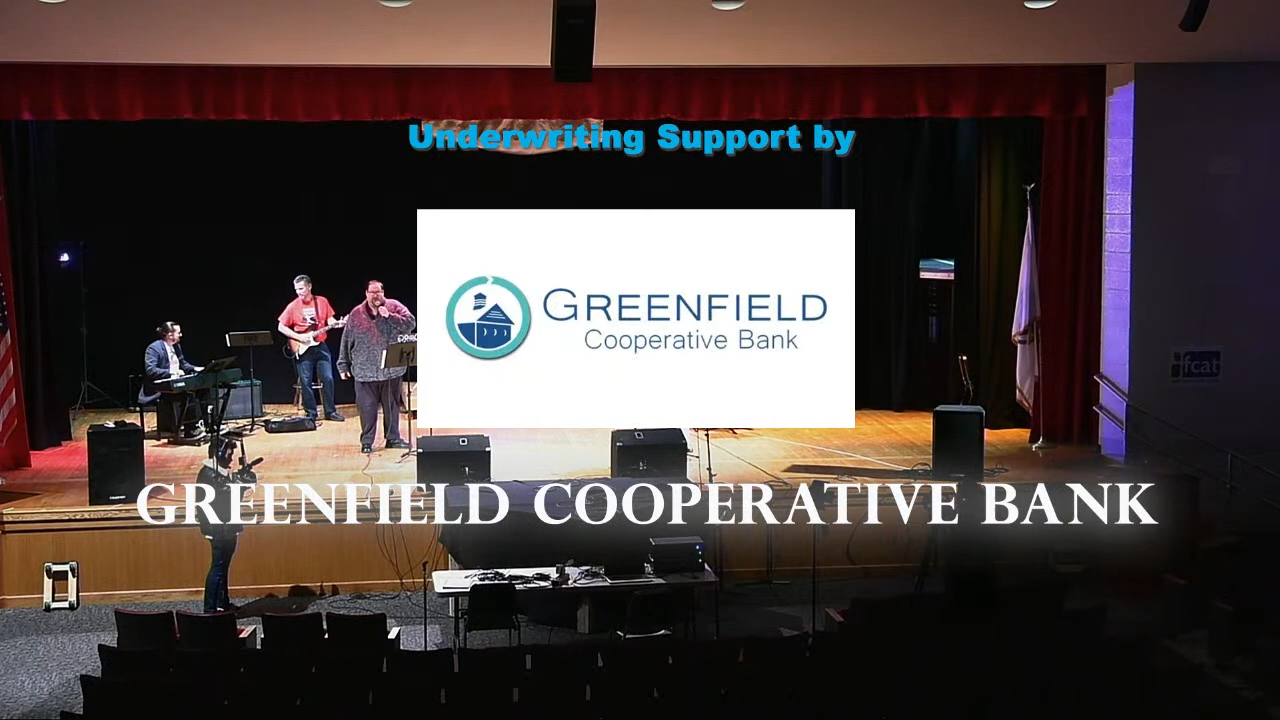 Underwriting Support by
GREENFIELD
Cooperative Bank
fcat
GREENFIELD COOPERATIVE BANK